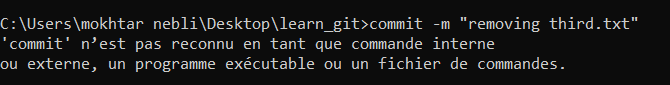 C:\Users\mokhtar nebli\Desktop\learn_git>commit -m "removing third.txt"
'commit' n’est pas reconnu en tant que commande interne
ou externe, un programme exécutable ou un fichier de commandes.